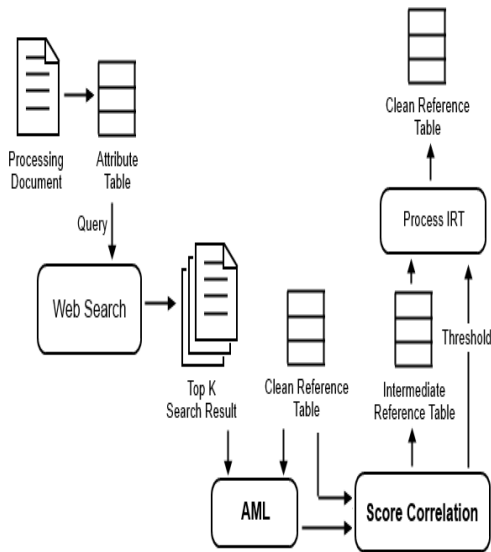 Clean Reference
Table
Processing
Document
Attribute
Table
Query
Process IRT
Web Search
Threshold
Top K
Search Result
Clean Reference
Table
Intermediate
Reference Table
AML
Score Correlation